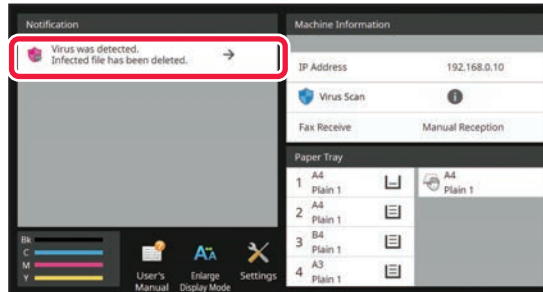 Notification
Virus was detected.
Infected file has been deleted.
Machine Information
IP Address 192.168.0.10
Virus Scan
Fax Receive Manual Reception
Paper Tray
1 A4
Plain 1
A4
Plain 1
2 A4
Plain 1
3 B4
Plain 1
4 A3
Plain 1
Bk
C
M
Y
User's
Manual
Enlarge
Display Mode
Settings